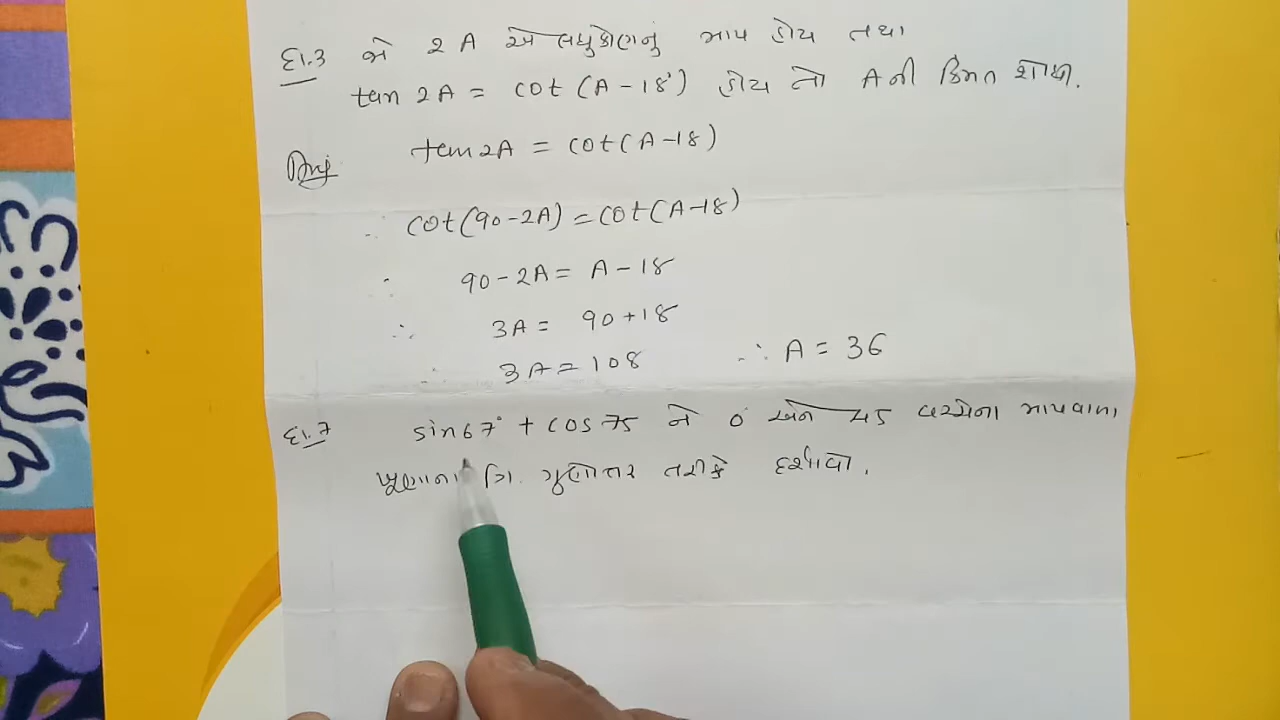 દા.3 જો 2A એ લઘુકોણનું માપ હોય તથા
tan 2A = cot (A - 18°) હોય તો A ની કિંમત શોધો.
Ans tan 2A = cot (A - 18)
∴ cot (90 - 2A) = cot (A - 18)
∴ 90 - 2A = A - 18
∴ 3A = 90 + 18
∴ 3A = 108 ∴ A = 36
દા.7 sin 67° + cos 75 ને 0° અને 45 વચ્ચેના માપવાળા
ખૂણાના ત્રિ. ગુણોત્તર તરીકે દર્શાવો.